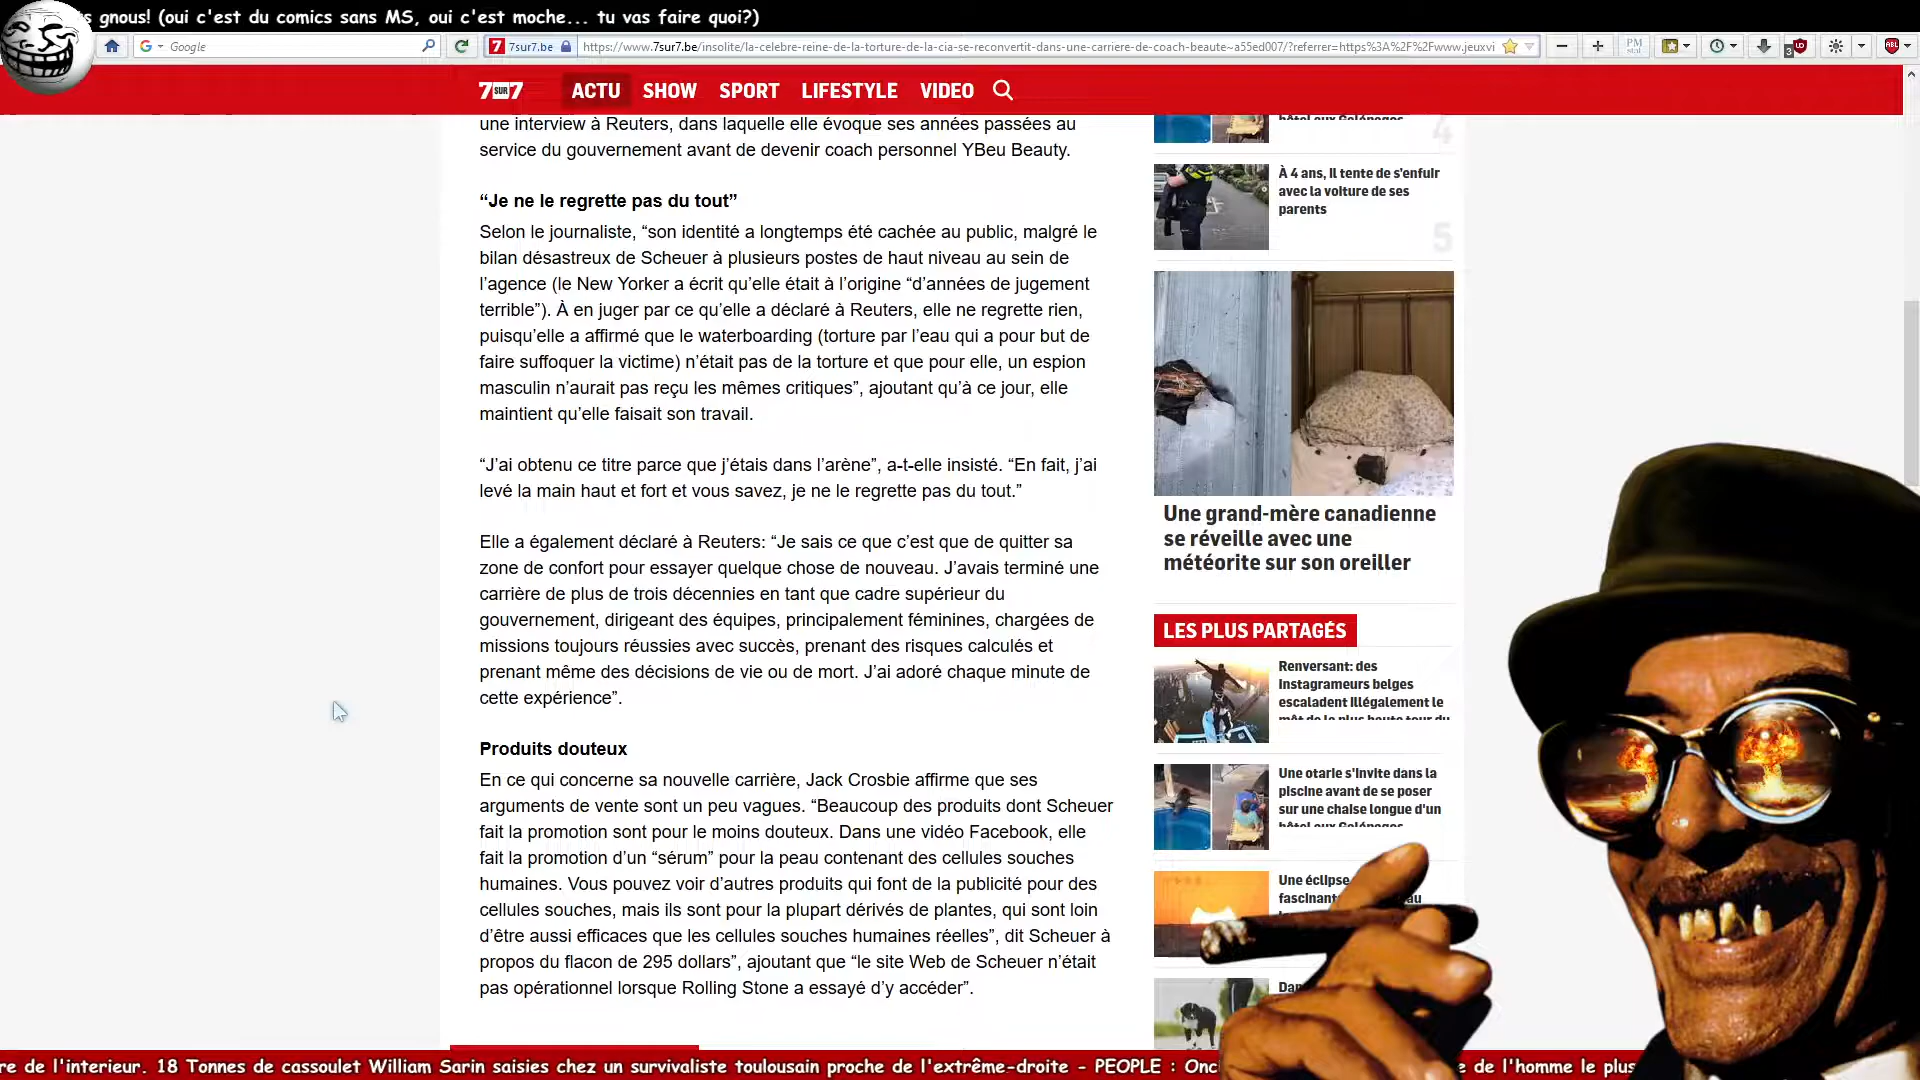 gnous! (oui c'est du comics sans MS, oui c'est moche... tu vas faire quoi?)
Google
7sur7.be
https://www.7sur7.be/insolite/la-celebre-reine-de-la-torture-de-la-cia-se-reconvertit-dans-une-carriere-de-coach-beaute~a55ed007/?referrer=https%3A%2F%2Fwww.jeuxvi
7SUR7
ACTU
SHOW
SPORT
LIFESTYLE
VIDEO
une interview à Reuters, dans laquelle elle évoque ses années passées au
service du gouvernement avant de devenir coach personnel YBeu Beauty.
“Je ne le regrette pas du tout”
Selon le journaliste, “son identité a longtemps été cachée au public, malgré le
bilan désastreux de Scheuer à plusieurs postes de haut niveau au sein de
l’agence (le New Yorker a écrit qu’elle était à l’origine “d’années de jugement
terrible”). À en juger par ce qu’elle a déclaré à Reuters, elle ne regrette rien,
puisqu’elle a affirmé que le waterboarding (torture par l’eau qui a pour but de
faire suffoquer la victime) n’était pas de la torture et que pour elle, un espion
masculin n’aurait pas reçu les mêmes critiques”, ajoutant qu’à ce jour, elle
maintient qu’elle faisait son travail.
“J’ai obtenu ce titre parce que j’étais dans l’arène”, a-t-elle insisté. “En fait, j’ai
levé la main haut et fort et vous savez, je ne le regrette pas du tout.”
Elle a également déclaré à Reuters: “Je sais ce que c’est que de quitter sa
zone de confort pour essayer quelque chose de nouveau. J’avais terminé une
carrière de plus de trois décennies en tant que cadre supérieur du
gouvernement, dirigeant des équipes, principalement féminines, chargées de
missions toujours réussies avec succès, prenant des risques calculés et
prenant même des décisions de vie ou de mort. J’ai adoré chaque minute de
cette expérience”.
Produits douteux
En ce qui concerne sa nouvelle carrière, Jack Crosbie affirme que ses
arguments de vente sont un peu vagues. “Beaucoup des produits dont Scheuer
fait la promotion sont pour le moins douteux. Dans une vidéo Facebook, elle
fait la promotion d’un “sérum” pour la peau contenant des cellules souches
humaines. Vous pouvez voir d’autres produits qui font de la publicité pour des
cellules souches, mais ils sont pour la plupart dérivés de plantes, qui sont loin
d’être aussi efficaces que les cellules souches humaines réelles”, dit Scheuer à
propos du flacon de 295 dollars”, ajoutant que “le site Web de Scheuer n’était
pas opérationnel lorsque Rolling Stone a essayé d’y accéder”.
hôtel aux Galápagos
4
À 4 ans, il tente de s'enfuir
avec la voiture de ses
parents
5
Une grand-mère canadienne
se réveille avec une
météorite sur son oreiller
LES PLUS PARTAGÉS
Renversant: des
Instagrameurs belges
escaladent illégalement le
mât de la plus haute tour du
Une otarie s'invite dans la
piscine avant de se poser
sur une chaise longue d'un
hôtel aux Galápagos
Une éclipse
fascinant
au
re de l'interieur. 18 Tonnes de cassoulet William Sarin saisies chez un survivaliste toulousain proche de l'extrême-droite - PEOPLE : Onc
e de l'homme le plus